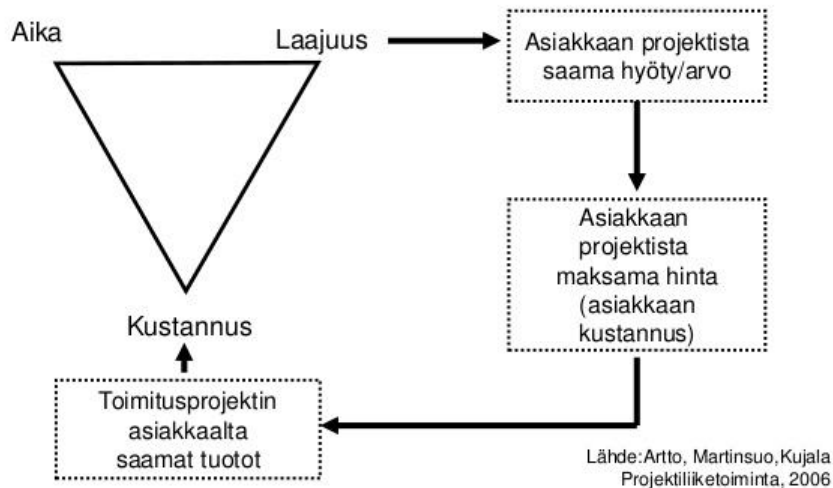 Aika
Laajuus
Asiakkaan projektista
saama hyöty/arvo
Asiakkaan
projektista
maksama hinta
(asiakkaan
kustannus)
Kustannus
Toimitusprojektin
asiakkaalta
saamat tuotot
Lähde:Artto, Martinsuo,Kujala
Projektiliiketoiminta, 2006